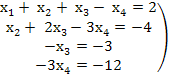 x₁ + x₂ + x₃ − x₄ = 2
x₂ + 2x₃ − 3x₄ = −4
−x₃ = −3
−3x₄ = −12